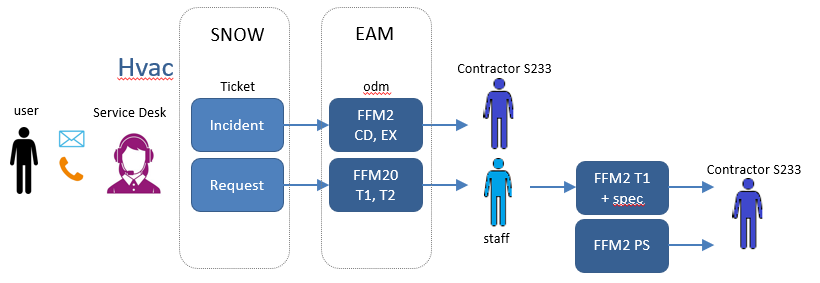 SNOW
EAM
Hvac
Ticket
odm
Contractor S233
user
Service Desk
Incident
FFM2
CD, EX
Request
FFM20
T1, T2
staff
FFM2 T1
+ spec
Contractor S233
FFM2 PS